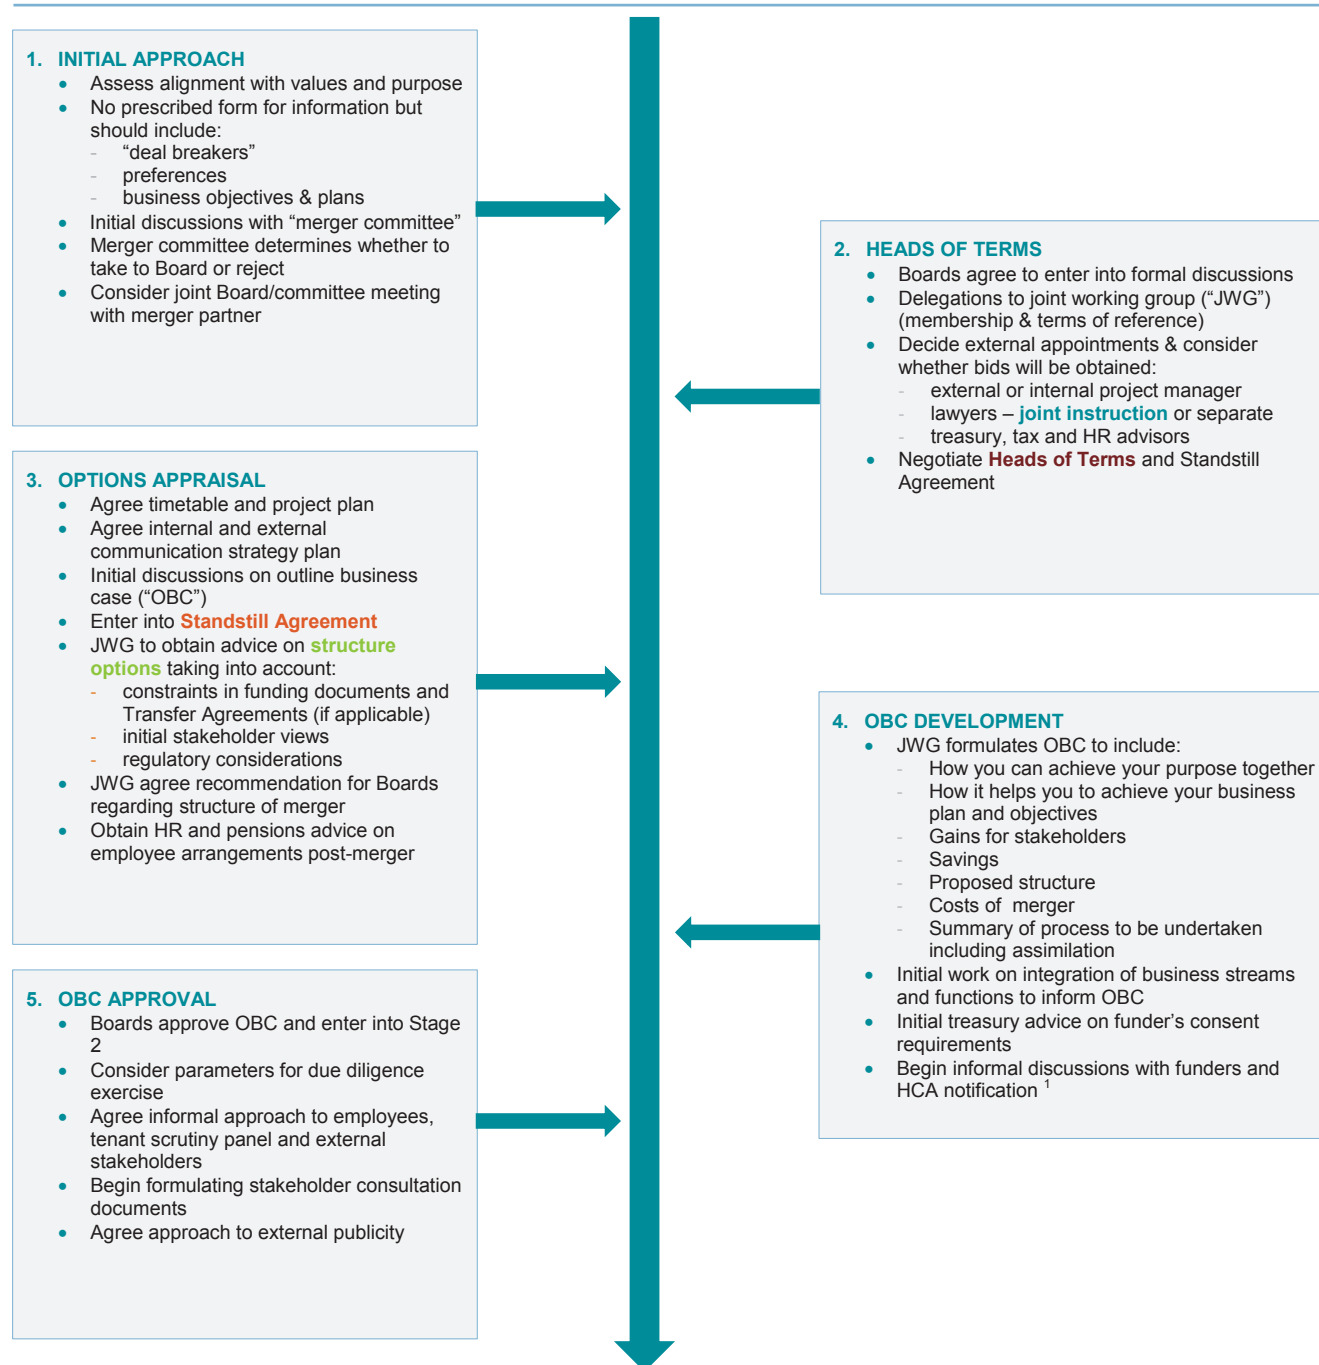 1. INITIAL APPROACH
• Assess alignment with values and purpose
• No prescribed form for information but
should include:
- “deal breakers”
- preferences
- business objectives & plans
• Initial discussions with “merger committee”
• Merger committee determines whether to
take to Board or reject
• Consider joint Board/committee meeting
with merger partner
2. HEADS OF TERMS
• Boards agree to enter into formal discussions
• Delegations to joint working group (“JWG”)
(membership & terms of reference)
• Decide external appointments & consider
whether bids will be obtained:
- external or internal project manager
- lawyers – joint instruction or separate
- treasury, tax and HR advisors
• Negotiate Heads of Terms and Standstill
Agreement
3. OPTIONS APPRAISAL
• Agree timetable and project plan
• Agree internal and external
communication strategy plan
• Initial discussions on outline business
case (“OBC”)
• Enter into Standstill Agreement
• JWG to obtain advice on structure
options taking into account:
- constraints in funding documents and
Transfer Agreements (if applicable)
- initial stakeholder views
- regulatory considerations
• JWG agree recommendation for Boards
regarding structure of merger
• Obtain HR and pensions advice on
employee arrangements post-merger
4. OBC DEVELOPMENT
• JWG formulates OBC to include:
- How you can achieve your purpose together
- How it helps you to achieve your business
plan and objectives
- Gains for stakeholders
- Savings
- Proposed structure
- Costs of merger
- Summary of process to be undertaken
including assimilation
• Initial work on integration of business streams
and functions to inform OBC
• Initial treasury advice on funder’s consent
requirements
• Begin informal discussions with funders and
HCA notification 1
5. OBC APPROVAL
• Boards approve OBC and enter into Stage
2
• Consider parameters for due diligence
exercise
• Agree informal approach to employees,
tenant scrutiny panel and external
stakeholders
• Begin formulating stakeholder consultation
documents
• Agree approach to external publicity